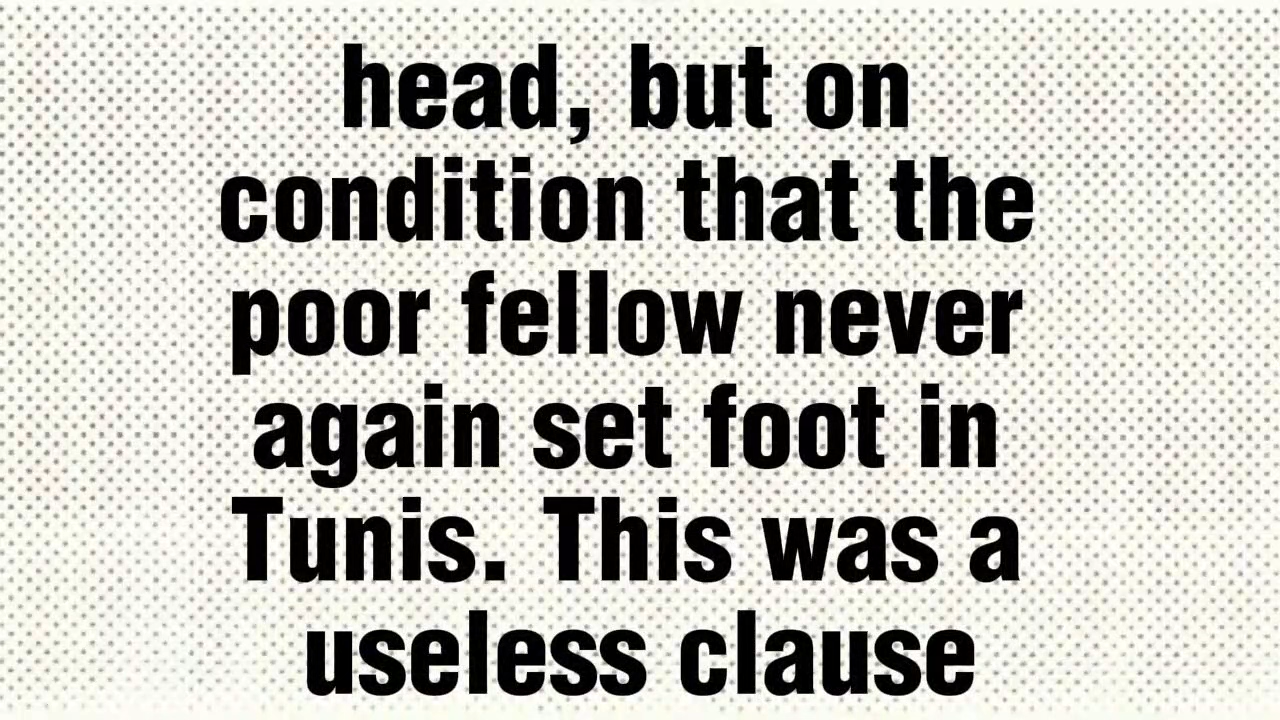 head, but on
condition that the
poor fellow never
again set foot in
Tunis. This was a
useless clause